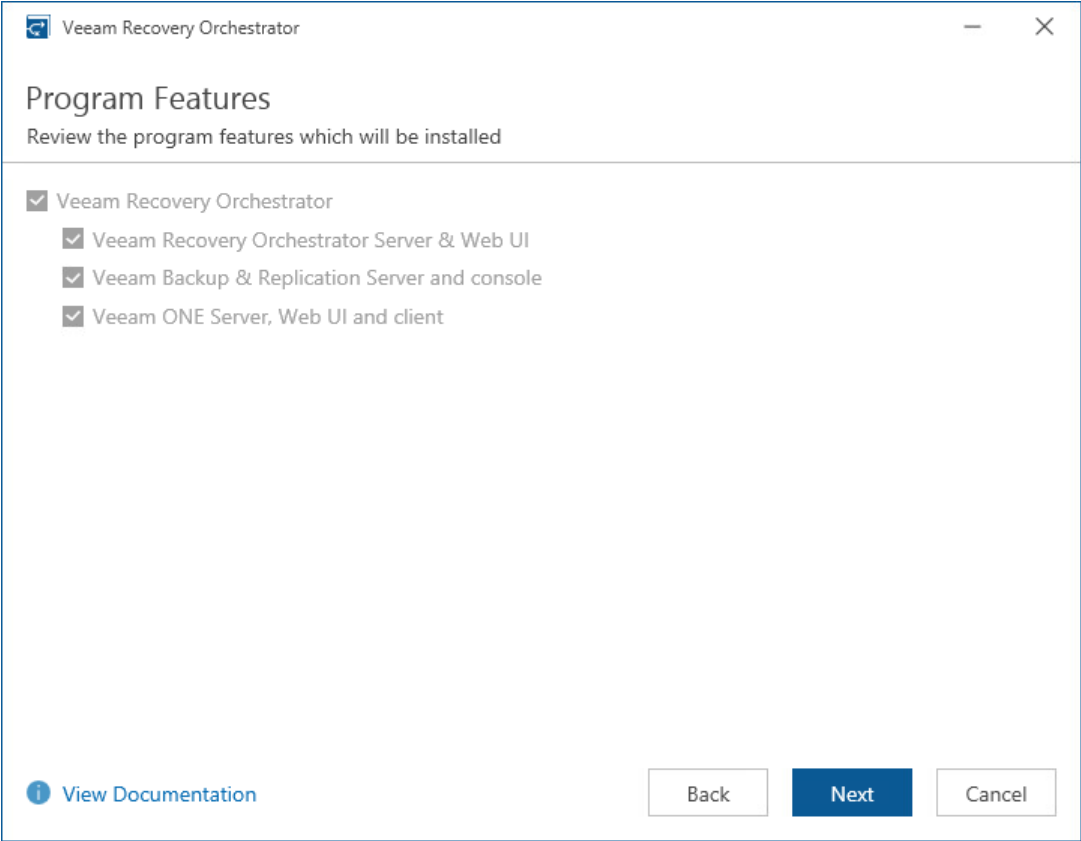 Veeam Recovery Orchestrator
Program Features
Review the program features which will be installed
Veeam Recovery Orchestrator
Veeam Recovery Orchestrator Server & Web UI
Veeam Backup & Replication Server and console
Veeam ONE Server, Web UI and client
View Documentation
Back
Next
Cancel